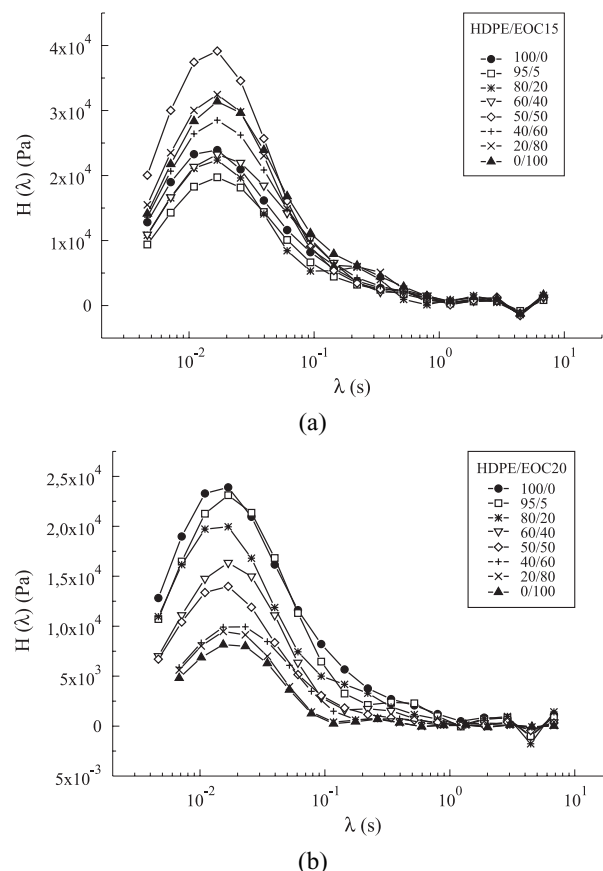 (a)
H (λ) (Pa)
4x10⁴
3x10⁴
2x10⁴
1x10⁴
0
10⁻²
10⁻¹
10⁰
10¹
λ (s)
HDPE/EOC15
100/0
95/5
80/20
60/40
50/50
40/60
20/80
0/100
(a)
H (λ) (Pa)
2,5x10⁴
2,0x10⁴
1,5x10⁴
1,0x10⁴
5x10⁻³
0
5x10⁻³
10⁻²
10⁻¹
10⁰
10¹
λ (s)
HDPE/EOC20
100/0
95/5
80/20
60/40
50/50
40/60
20/80
0/100
(b)